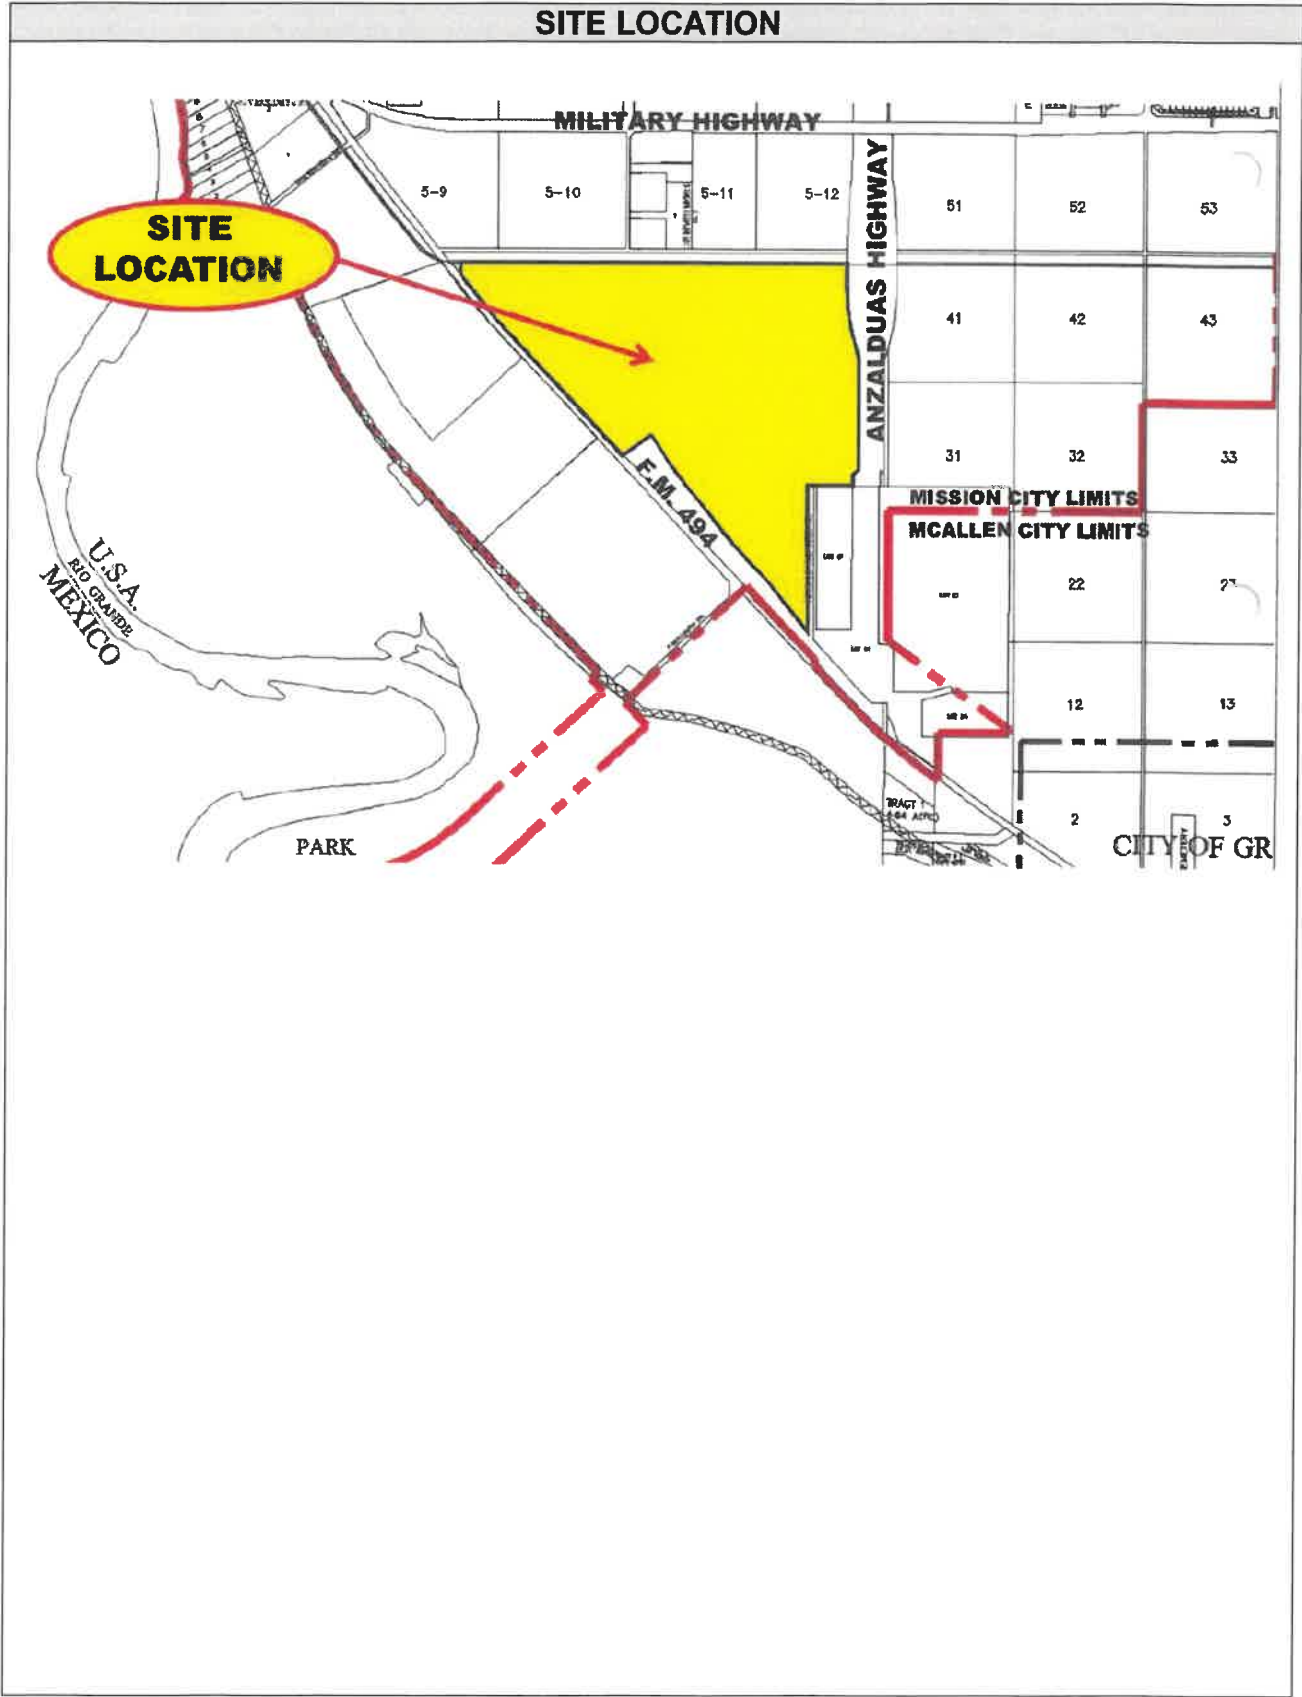 SITE LOCATION
MILITARY HIGHWAY
5-9
5-10
5-11
5-12
51
52
53
SITE
LOCATION
ANZALDUAS HIGHWAY
41
42
43
31
32
33
F.M. 494
MISSION CITY LIMITS
MCALLEN CITY LIMITS
U.S.A.
RIO GRANDE
MEXICO
22
12
13
TRACT 1
2
3
PARK
CITY OF GR